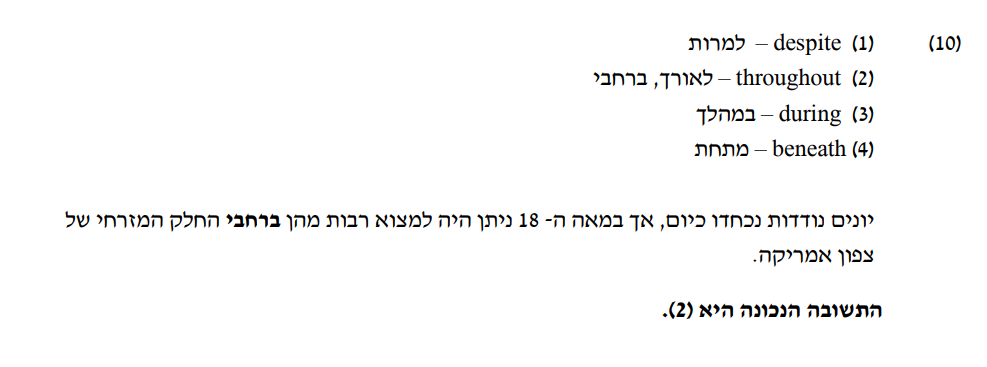 (10) (1) despite – למרות
(2) throughout – לאורך, ברחבי
(3) during – במהלך
(4) beneath – מתחת
יונים נודדות נכחדו כיום, אך במאה ה- 18 ניתן היה למצוא רבות מהן ברחבי החלק המזרחי של
צפון אמריקה.
התשובה הנכונה היא (2).